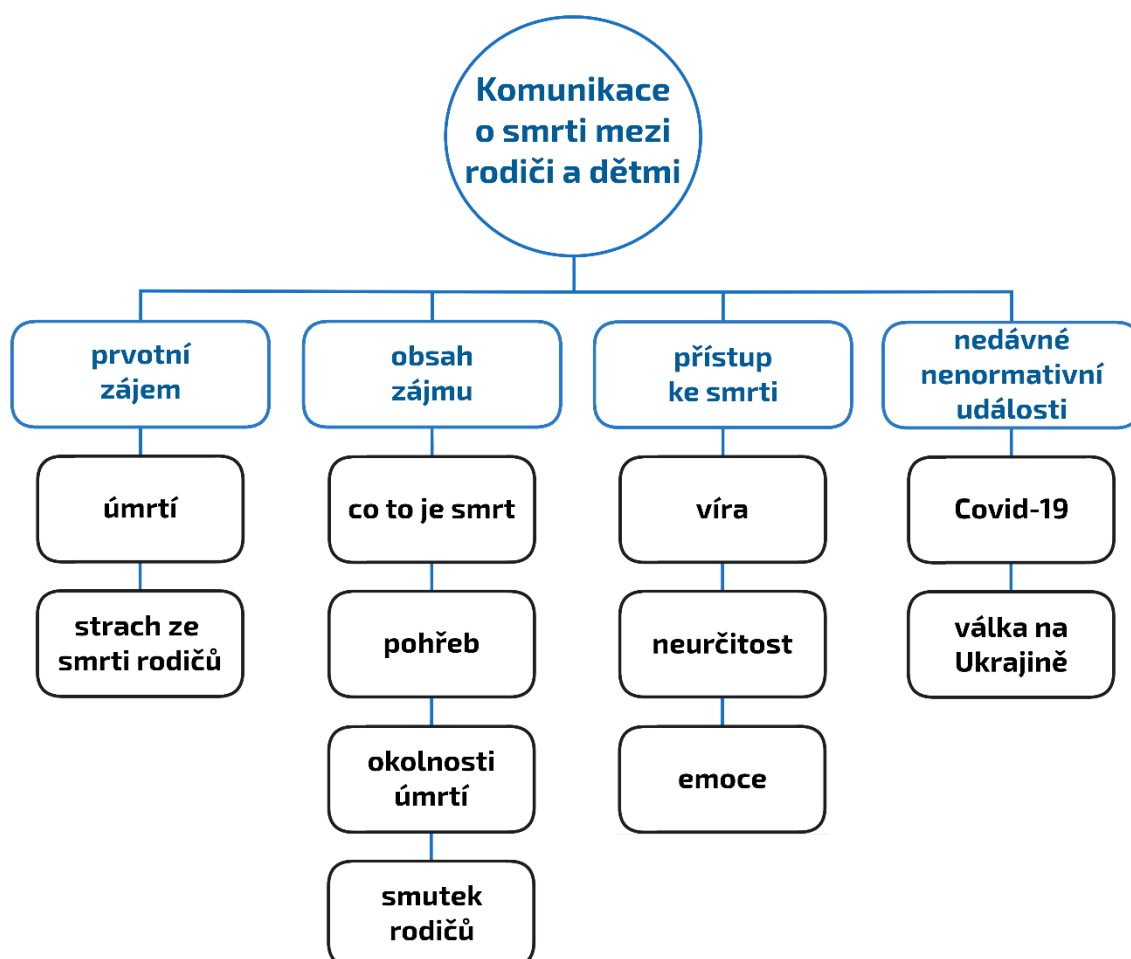 Komunikace
o smrti mezi
rodiči a dětmi
prvotní
zájem
úmrtí
strach ze
smrti rodičů
obsah
zájmu
co to je smrt
pohřeb
okolnosti
úmrtí
smutek
rodičů
přístup
ke smrti
víra
neurčitost
emoce
nedávné
nenormativní
události
Covid-19
válka na
Ukrajině